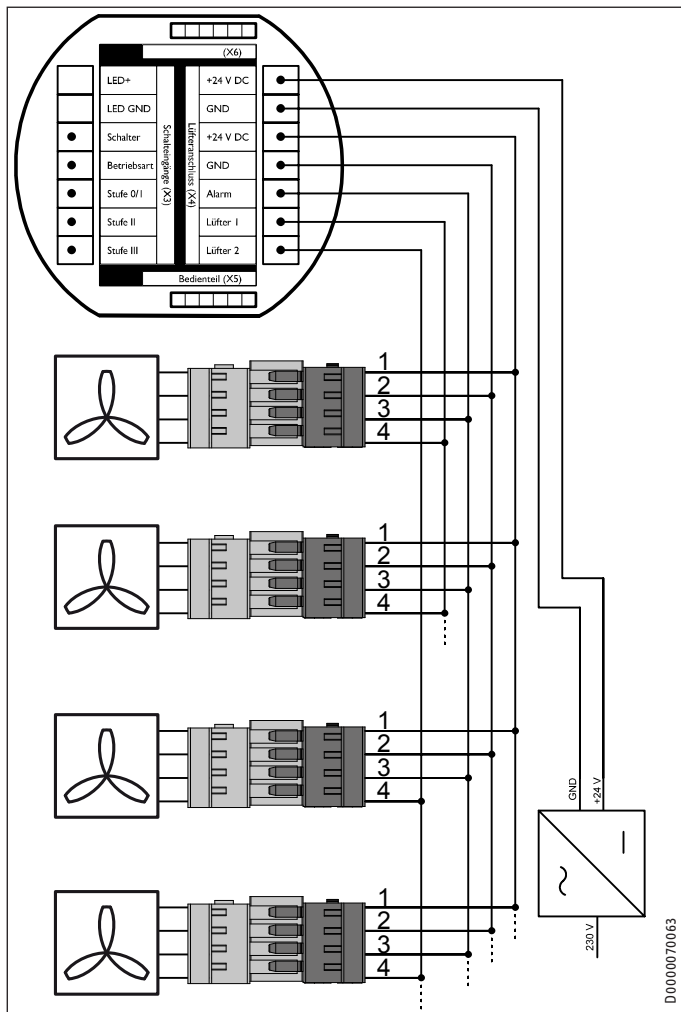 (X6)
LED+
+24 V DC
LED GND
GND
Schalter
+24 V DC
Betriebsart
GND
Stufe 0/1
Alarm
Stufe II
Lüfter 1
Stufe III
Lüfter 2
Schalteingänge (X3)
Lüfteranschluss (X4)
Bedienteil (X5)
1
2
3
4
1
2
3
4
1
2
3
4
1
2
3
4
GND
+24 V
230 V
D0000070063